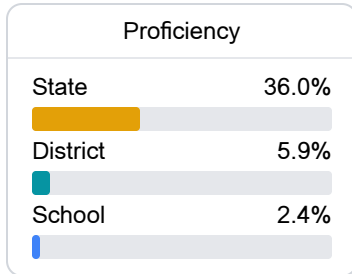 Proficiency
State 36.0%
District 5.9%
School 2.4%